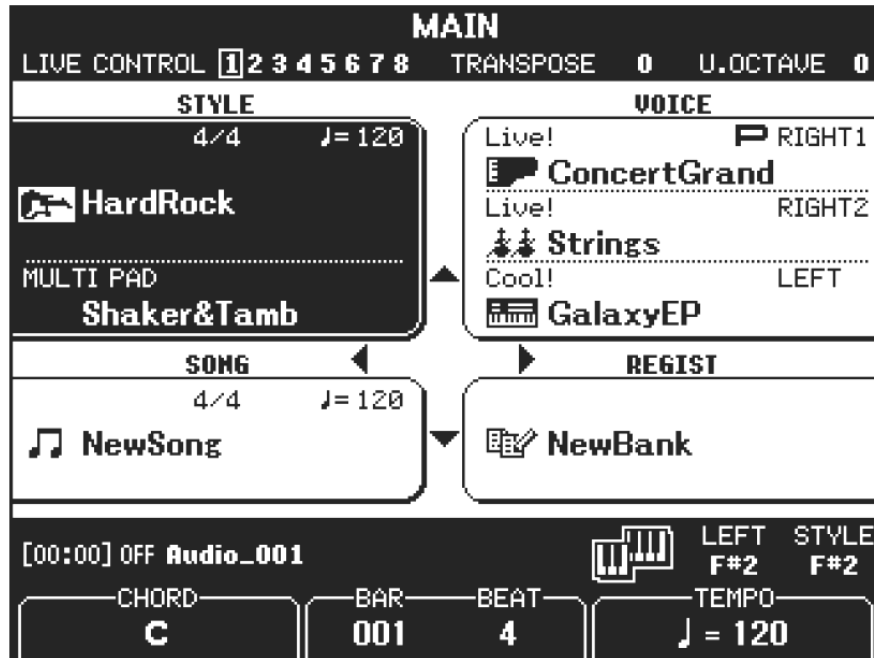 MAIN
LIVE CONTROL 1 2 3 4 5 6 7 8 TRANSPOSE 0 U.OCTAVE 0
STYLE
4/4 ♩= 120
HardRock
MULTI PAD
Shaker&Tamb
VOICE
Live! RIGHT1
ConcertGrand
Live! RIGHT2
Strings
Cool! LEFT
GalaxyEP
SONG
4/4 ♩= 120
NewSong
REGIST
NewBank
[00:00] OFF Audio_001
LEFT STYLE
F#2 F#2
CHORD BAR BEAT TEMPO
C 001 4 ♩ = 120